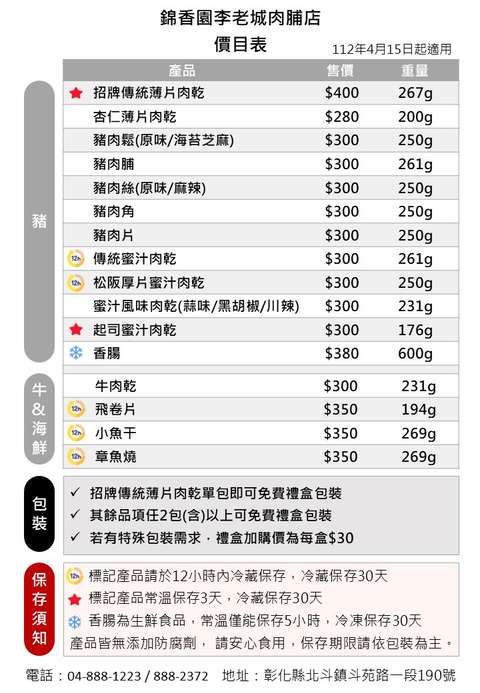 錦香園李老城肉脯店
價目表
112年4月15日起適用
產品 售價 重量
豬
招牌傳統薄片肉乾 $400 267g
杏仁薄片肉乾 $280 200g
豬肉鬆(原味/海苔芝麻) $300 250g
豬肉脯 $300 261g
豬肉絲(原味/麻辣) $300 250g
豬肉角 $300 250g
豬肉片 $300 250g
12h 傳統蜜汁肉乾 $300 261g
12h 松阪厚片蜜汁肉乾 $300 250g
蜜汁風味肉乾(蒜味/黑胡椒/川辣) $300 231g
起司蜜汁肉乾 $300 176g
香腸 $380 600g
牛&海鮮
牛肉乾 $300 231g
12h 飛卷片 $350 194g
12h 小魚干 $350 269g
12h 章魚燒 $350 269g
包裝
✓ 招牌傳統薄片肉乾單包即可免費禮盒包裝
✓ 其餘品項任2包(含)以上可免費禮盒包裝
✓ 若有特殊包裝需求，禮盒加購價為每盒$30
保存須知
12h 標記產品請於12小時內冷藏保存，冷藏保存30天
標記產品常溫保存3天，冷藏保存30天
香腸為生鮮食品，常溫僅能保存5小時，冷凍保存30天
產品皆無添加防腐劑， 請安心食用，保存期限請依包裝為主。
電話：04-888-1223 / 888-2372 地址：彰化縣北斗鎮斗苑路一段190號